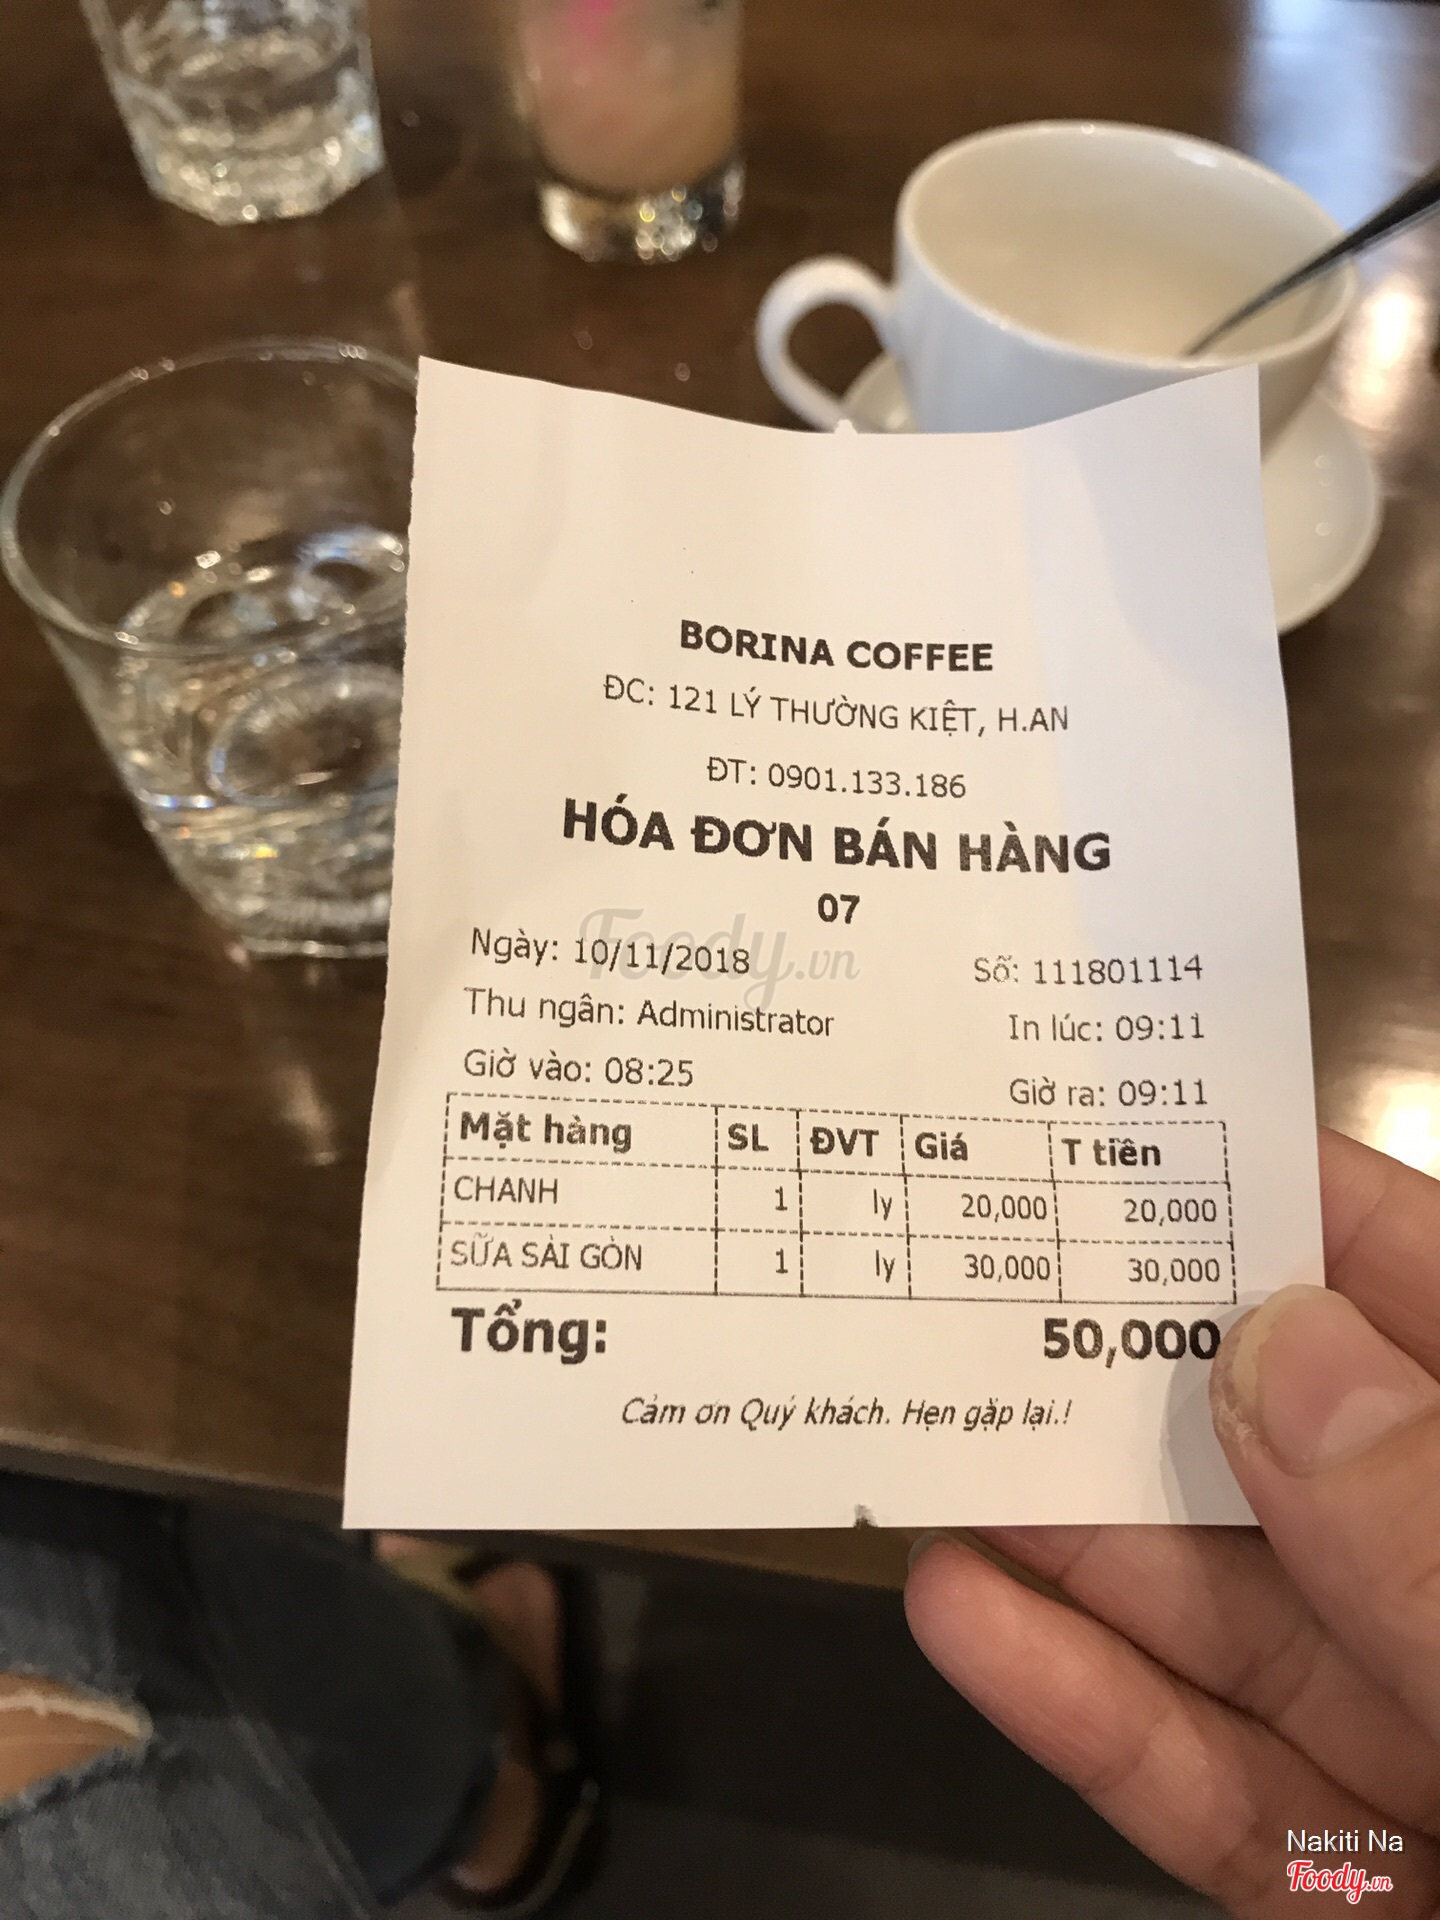 BORINA COFFEE
ĐC: 121 LÝ THƯỜNG KIỆT, H.AN
ĐT: 0901.133.186
HÓA ĐƠN BÁN HÀNG
07
Ngày: 10/11/2018 Số: 111801114
Thu ngân: Administrator In lúc: 09:11
Giờ vào: 08:25 Giờ ra: 09:11
Mặt hàng SL ĐVT Giá T tiền
CHANH 1 ly 20,000 20,000
SỮA SÀI GÒN 1 ly 30,000 30,000
Tổng: 50,000
Cảm ơn Quý khách. Hẹn gặp lại.!
Foody.vn
Nakiti Na
Foody.vn